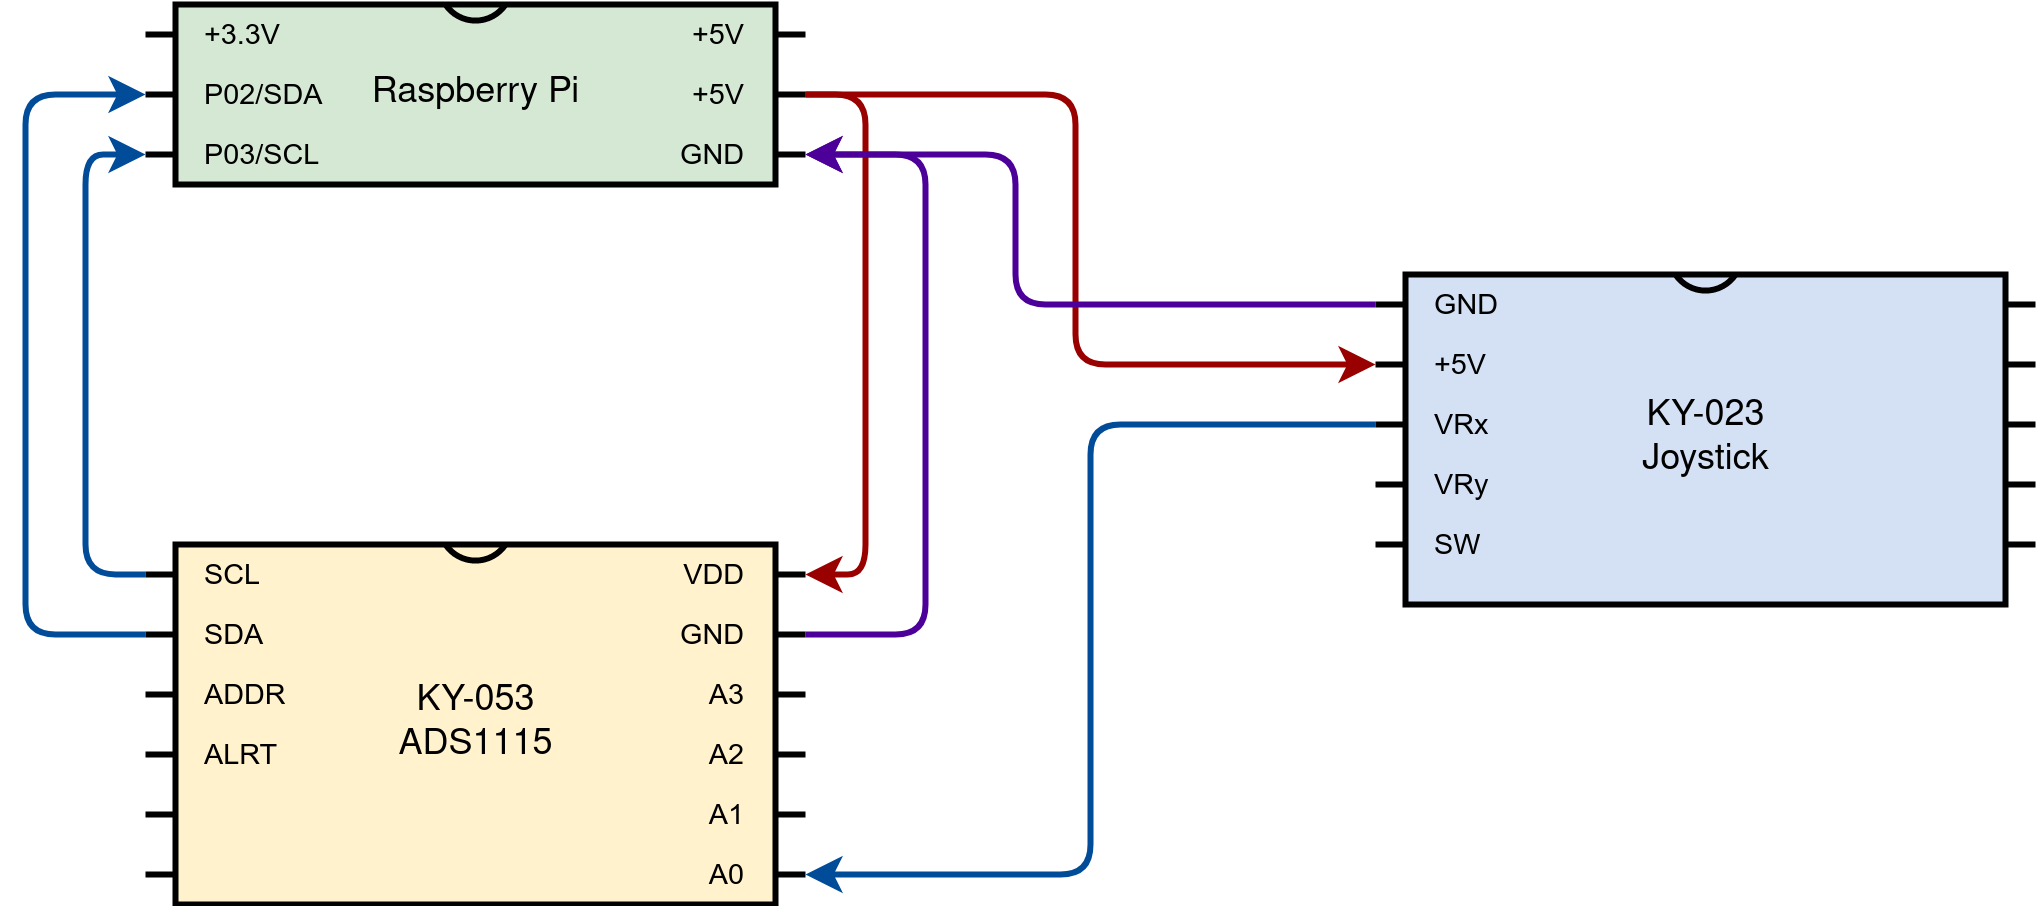 +3.3V
P02/SDA
P03/SCL
Raspberry Pi
+5V
+5V
GND
GND
+5V
VRx
VRy
SW
KY-023
Joystick
SCL
SDA
ADDR
ALRT
KY-053
ADS1115
VDD
GND
A3
A2
A1
A0